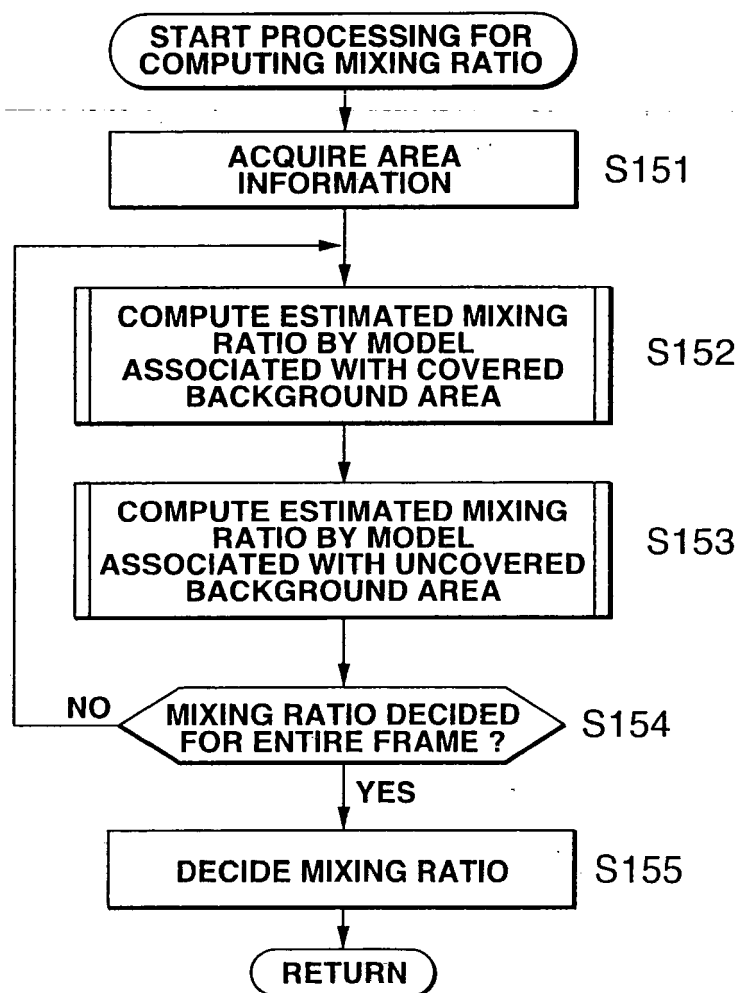 START PROCESSING FOR
COMPUTING MIXING RATIO
ACQUIRE AREA
INFORMATION
S151
COMPUTE ESTIMATED MIXING
RATIO BY MODEL
ASSOCIATED WITH COVERED
BACKGROUND AREA
S152
COMPUTE ESTIMATED MIXING
RATIO BY MODEL
ASSOCIATED WITH UNCOVERED
BACKGROUND AREA
S153
NO
MIXING RATIO DECIDED
FOR ENTIRE FRAME ?
S154
YES
DECIDE MIXING RATIO
S155
RETURN